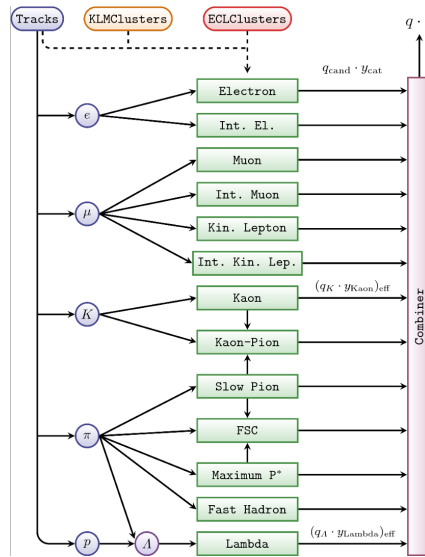 Tracks KLMClusters ECLClusters q ·
q_cand · y_cat
Electron
e
Int. El.
Muon
Int. Muon
μ
Kin. Lepton
Int. Kin. Lep.
Kaon (q_K · y_Kaon)_eff
K
Kaon-Pion
Combiner
Slow Pion
π FSC
Maximum P*
Fast Hadron
(q_Λ · y_Lambda)_eff
p Λ Lambda